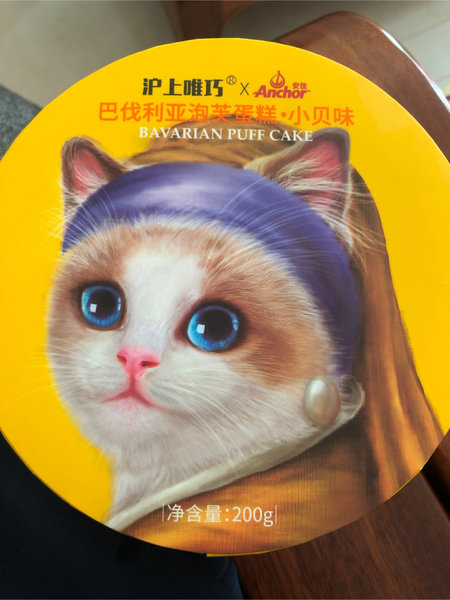 沪上唯巧® X Anchor 安佳
巴伐利亚泡芙蛋糕·小贝味
BAVARIAN PUFF CAKE
净含量:200g